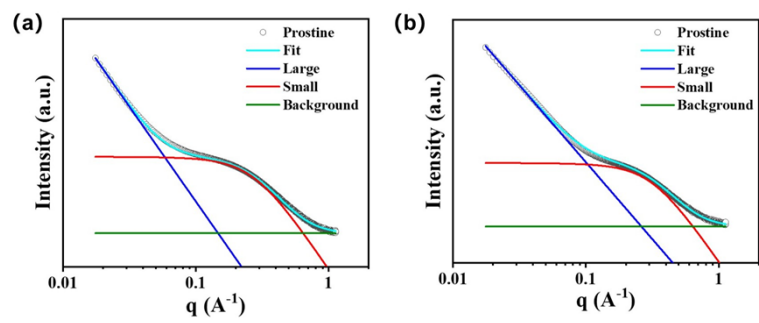 (a)
Intensity (a.u.)
Prostine
Fit
Large
Small
Background
0.01
0.1
1
q (A⁻¹)
(b)
Intensity (a.u.)
Prostine
Fit
Large
Small
Background
0.01
0.1
1
q (A⁻¹)